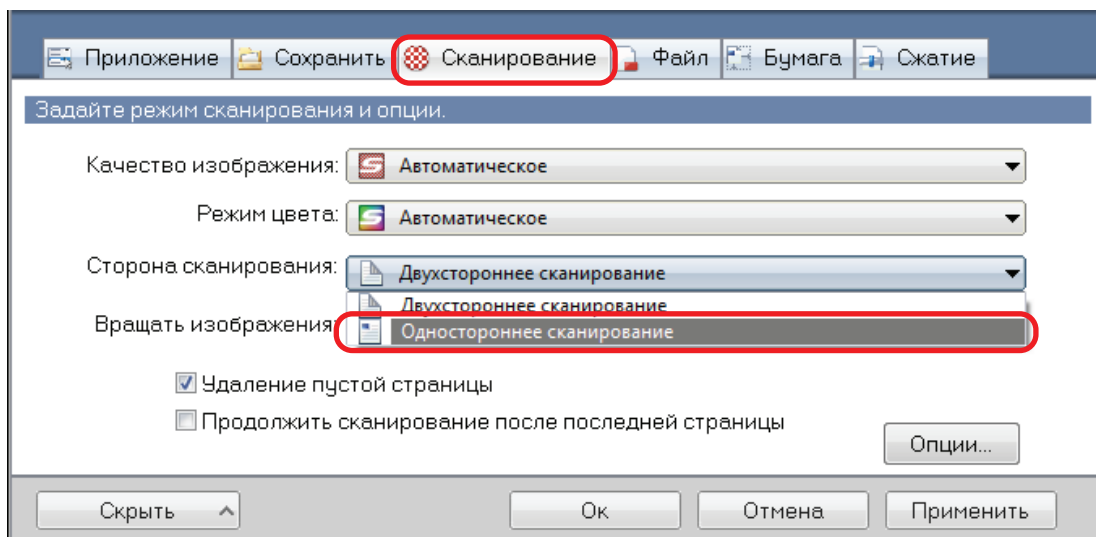 Приложение Сохранить Сканирование Файл Бумага Сжатие
Задайте режим сканирования и опции.
Качество изображения: Автоматическое
Режим цвета: Автоматическое
Сторона сканирования: Двухстороннее сканирование
Двухстороннее сканирование
Вращать изображения: Одностороннее сканирование
Удаление пустой страницы
Продолжить сканирование после последней страницы
Опции...
Скрыть Ок Отмена Применить